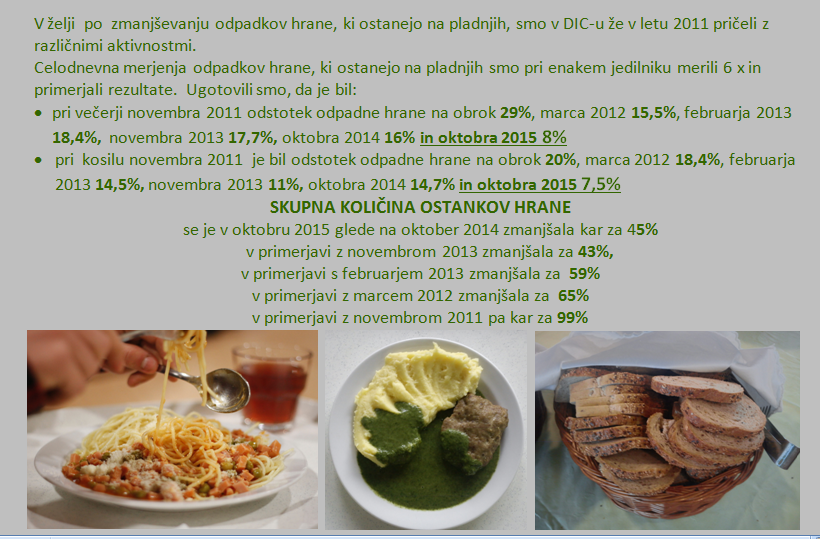 V želji po zmanjševanju odpadkov hrane, ki ostanejo na pladnjih, smo v DIC-u že v letu 2011 pričeli z
različnimi aktivnostmi.
Celodnevna merjenja odpadkov hrane, ki ostanejo na pladnjih smo pri enakem jedilniku merili 6 x in
primerjali rezultate. Ugotovili smo, da je bil:
• pri večerji novembra 2011 odstotek odpadne hrane na obrok 29%, marca 2012 15,5%, februarja 2013
18,4%, novembra 2013 17,7%, oktobra 2014 16% in oktobra 2015 8%
• pri kosilu novembra 2011 je bil odstotek odpadne hrane na obrok 20%, marca 2012 18,4%, februarja
2013 14,5%, novembra 2013 11%, oktobra 2014 14,7% in oktobra 2015 7,5%
SKUPNA KOLIČINA OSTANKOV HRANE
se je v oktobru 2015 glede na oktober 2014 zmanjšala kar za 45%
v primerjavi z novembrom 2013 zmanjšala za 43%,
v primerjavi s februarjem 2013 zmanjšala za 59%
v primerjavi z marcem 2012 zmanjšala za 65%
v primerjavi z novembrom 2011 pa kar za 99%